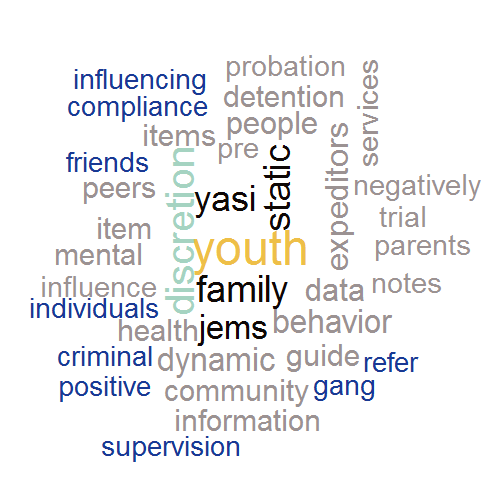 probation
influencing
detention
services
compliance
people
items
pre
friends
static
expeditors
discretion
peers
yasi
negatively
trial
item
youth
parents
mental
influence
family
data
notes
individuals
health
jems
behavior
criminal
dynamic
guide
refer
positive
community
gang
information
supervision